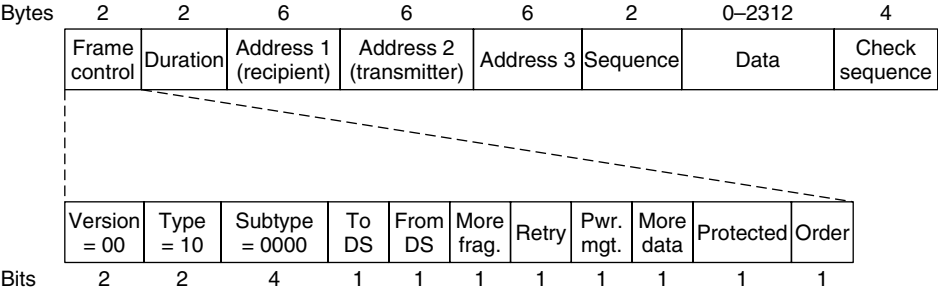 Bytes 2 2 6 6 6 2 0–2312 4
Frame control Duration Address 1 (recipient) Address 2 (transmitter) Address 3 Sequence Data Check sequence
Version = 00 Type = 10 Subtype = 0000 To DS From DS More frag. Retry Pwr. mgt. More data Protected Order
Bits 2 2 4 1 1 1 1 1 1 1 1